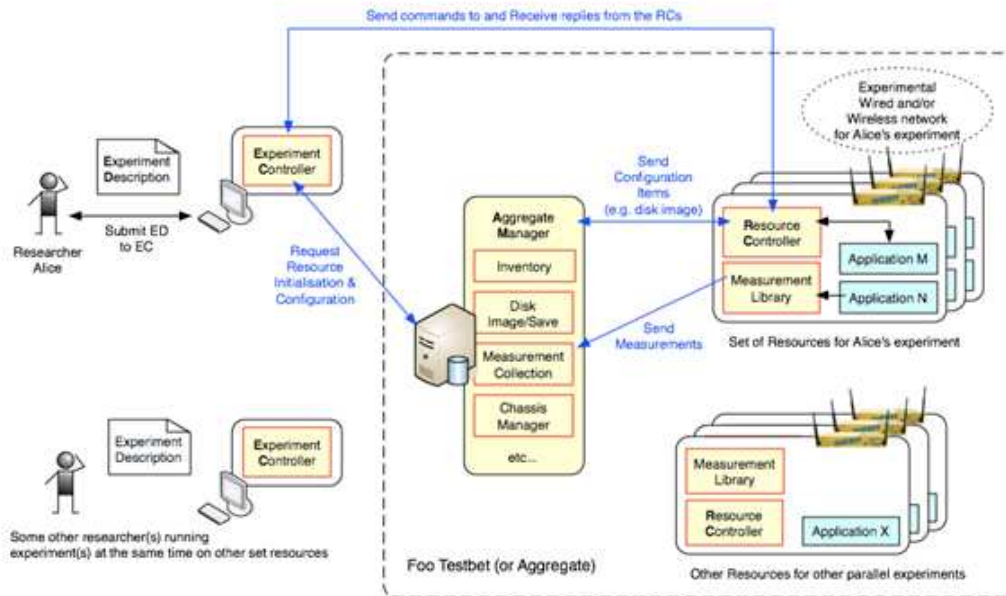 Send commands to and Receive replies from the RCs
Experiment
Description
Experiment
Controller
Researcher
Alice
Submit ED
to EC
Request
Resource
Initialisation &
Configuration
Aggregate
Manager
Inventory
Disk
Image/Save
Measurement
Collection
Chassis
Manager
etc...
Send
Configuration
Items
(e.g. disk image)
Send
Measurements
Experimental
Wired and/or
Wireless network
for Alice's experiment
Resource
Controller
Measurement
Library
Application M
Application N
Set of Resources for Alice's experiment
Experiment
Description
Experiment
Controller
Some other researcher(s) running
experiment(s) at the same time on other set resources
Foo Testbet (or Aggregate)
Measurement
Library
Resource
Controller
Application X
Other Resources for other parallel experiments